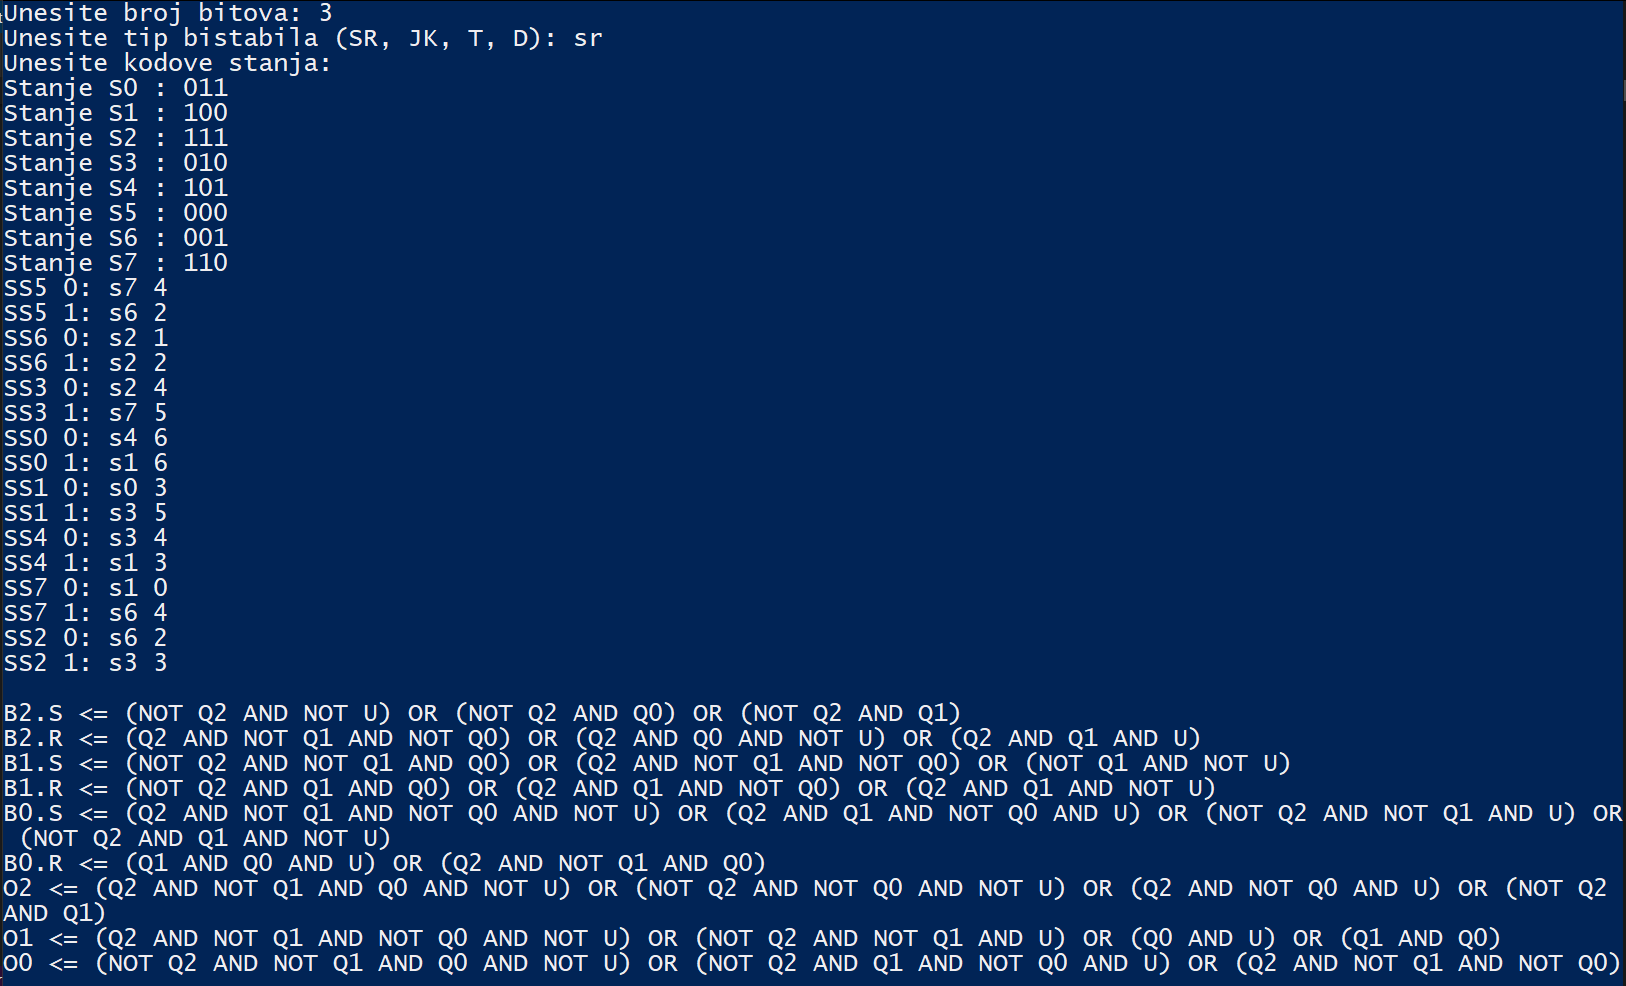 Unesite broj bitova: 3
Unesite tip bistabila (SR, JK, T, D): sr
Unesite kodove stanja:
Stanje S0 : 011
Stanje S1 : 100
Stanje S2 : 111
Stanje S3 : 010
Stanje S4 : 101
Stanje S5 : 000
Stanje S6 : 001
Stanje S7 : 110
SS5 0: s7 4
SS5 1: s6 2
SS6 0: s2 1
SS6 1: s2 2
SS3 0: s2 4
SS3 1: s7 5
SS0 0: s4 6
SS0 1: s1 6
SS1 0: s0 3
SS1 1: s3 5
SS4 0: s3 4
SS4 1: s1 3
SS7 0: s1 0
SS7 1: s6 4
SS2 0: s6 2
SS2 1: s3 3
B2.S <= (NOT Q2 AND NOT U) OR (NOT Q2 AND Q0) OR (NOT Q2 AND Q1)
B2.R <= (Q2 AND NOT Q1 AND NOT Q0) OR (Q2 AND Q0 AND NOT U) OR (Q2 AND Q1 AND U)
B1.S <= (NOT Q2 AND NOT Q1 AND Q0) OR (Q2 AND NOT Q1 AND NOT Q0) OR (NOT Q1 AND NOT U)
B1.R <= (NOT Q2 AND Q1 AND Q0) OR (Q2 AND Q1 AND NOT Q0) OR (Q2 AND Q1 AND NOT U)
B0.S <= (Q2 AND NOT Q1 AND NOT Q0 AND NOT U) OR (Q2 AND Q1 AND NOT Q0 AND U) OR (NOT Q2 AND NOT Q1 AND U) OR
(NOT Q2 AND Q1 AND NOT U)
B0.R <= (Q1 AND Q0 AND U) OR (Q2 AND NOT Q1 AND Q0)
O2 <= (Q2 AND NOT Q1 AND Q0 AND NOT U) OR (NOT Q2 AND NOT Q0 AND NOT U) OR (Q2 AND NOT Q0 AND U) OR (NOT Q2
AND Q1)
O1 <= (Q2 AND NOT Q1 AND NOT Q0 AND NOT U) OR (NOT Q2 AND NOT Q1 AND U) OR (Q0 AND U) OR (Q1 AND Q0)
O0 <= (NOT Q2 AND NOT Q1 AND Q0 AND NOT U) OR (NOT Q2 AND Q1 AND NOT Q0 AND U) OR (Q2 AND NOT Q1 AND NOT Q0)